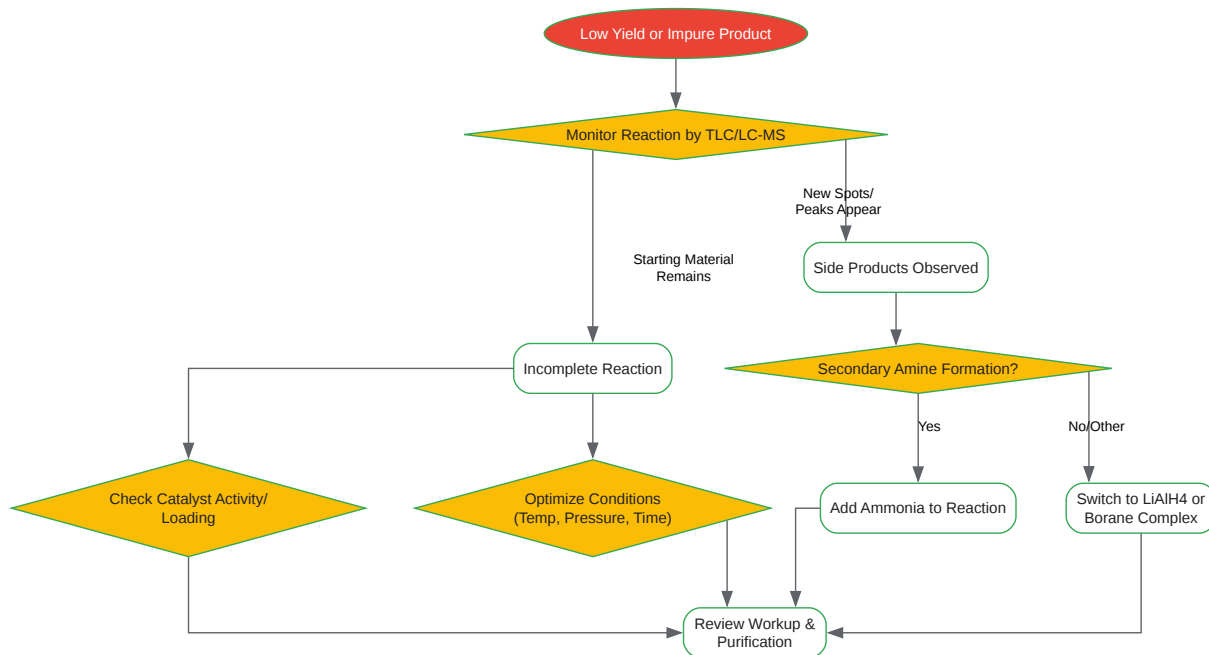 Low Yield or Impure Product
Monitor Reaction by TLC/LC-MS
New Spots/
Peaks Appear
Starting Material
Remains
Side Products Observed
Incomplete Reaction
Secondary Amine Formation?
Yes
No/Other
Check Catalyst Activity/
Loading
Optimize Conditions
(Temp, Pressure, Time)
Add Ammonia to Reaction
Switch to LiAlH4 or
Borane Complex
Review Workup &
Purification